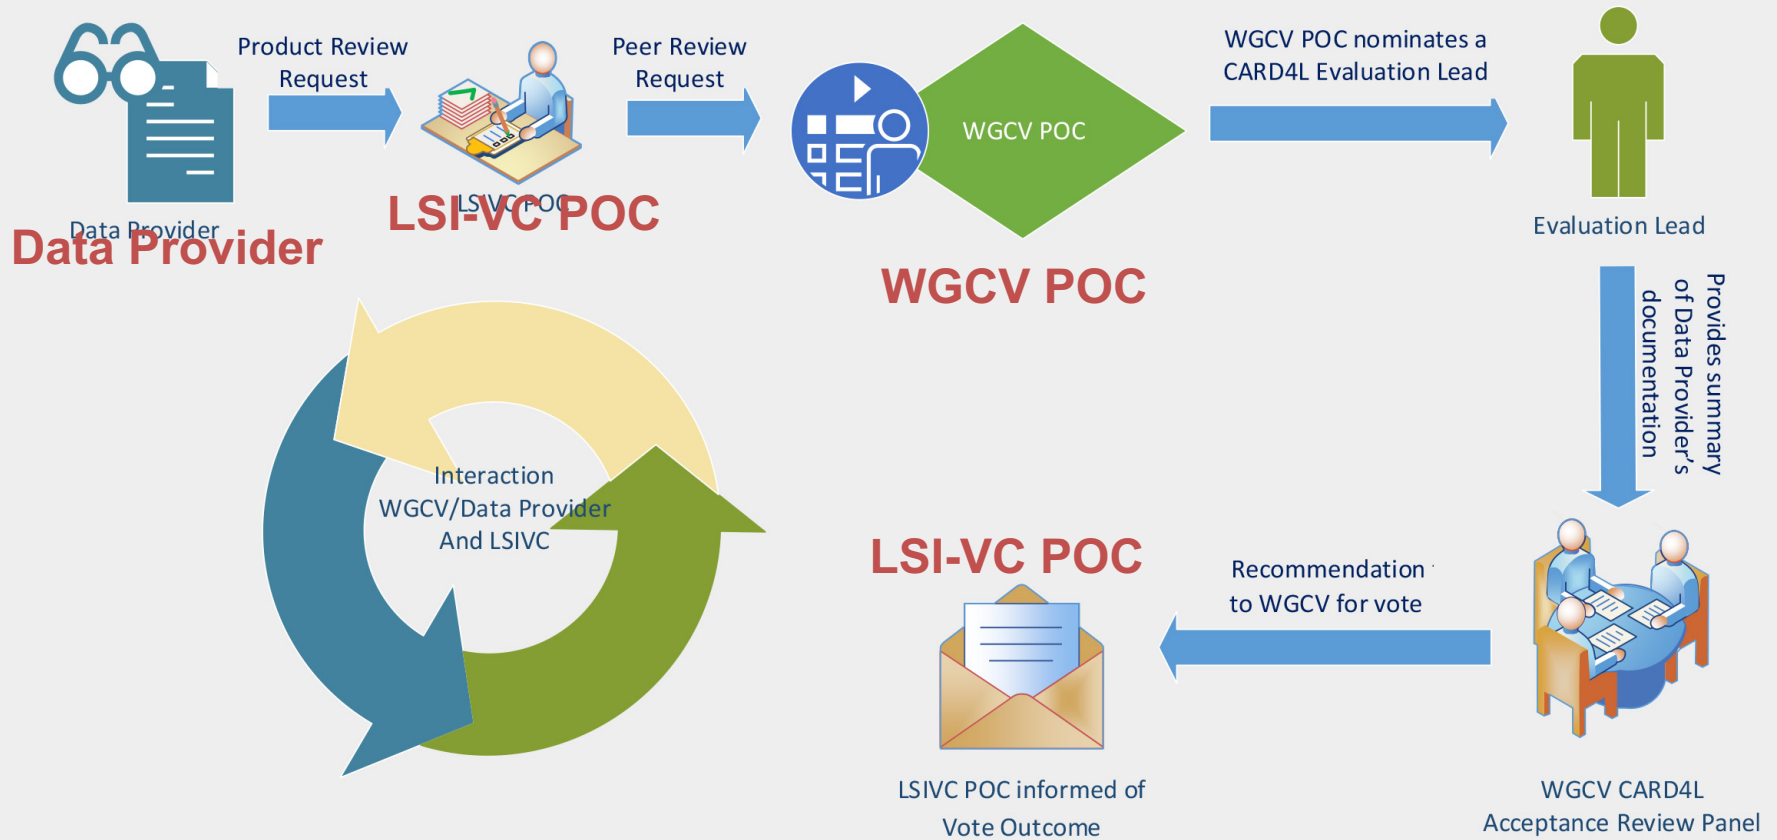 Product Review
Request
Peer Review
Request
WGCV POC nominates a
CARD4L Evaluation Lead
WGCV POC
LSIVC POC
LSI-VC POC
Data Provider
Data Provider
Evaluation Lead
WGCV POC
Provides summary
of Data Provider’s
documentation
Interaction
WGCV/Data Provider
And LSIVC
LSI-VC POC
Recommendation
to WGCV for vote
LSIVC POC informed of
Vote Outcome
WGCV CARD4L
Acceptance Review Panel